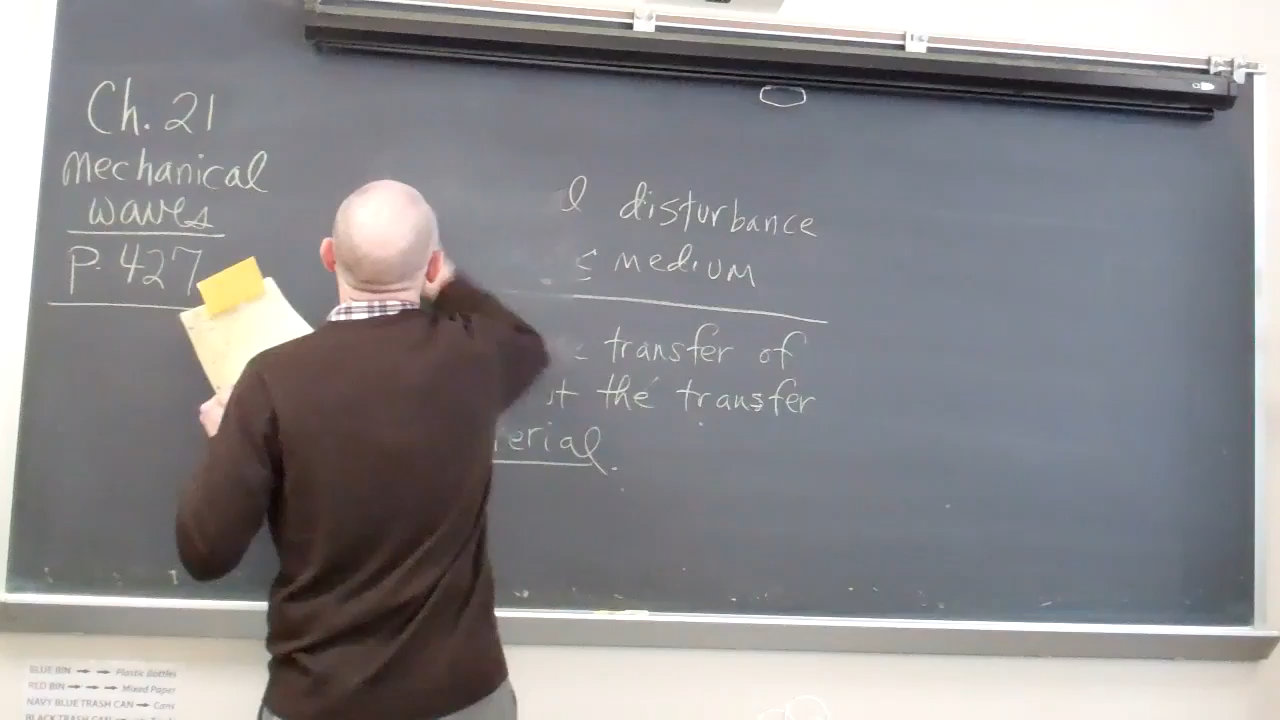 Ch. 21
mechanical
waves
P. 427
l disturbance
medium
transfer of
the transfer
erial.
BLUE BIN → → Plastic Bottles
RED BIN → → → Mixed Paper
NAVY BLUE TRASH CAN → Cans
BLACK TRASH CAN